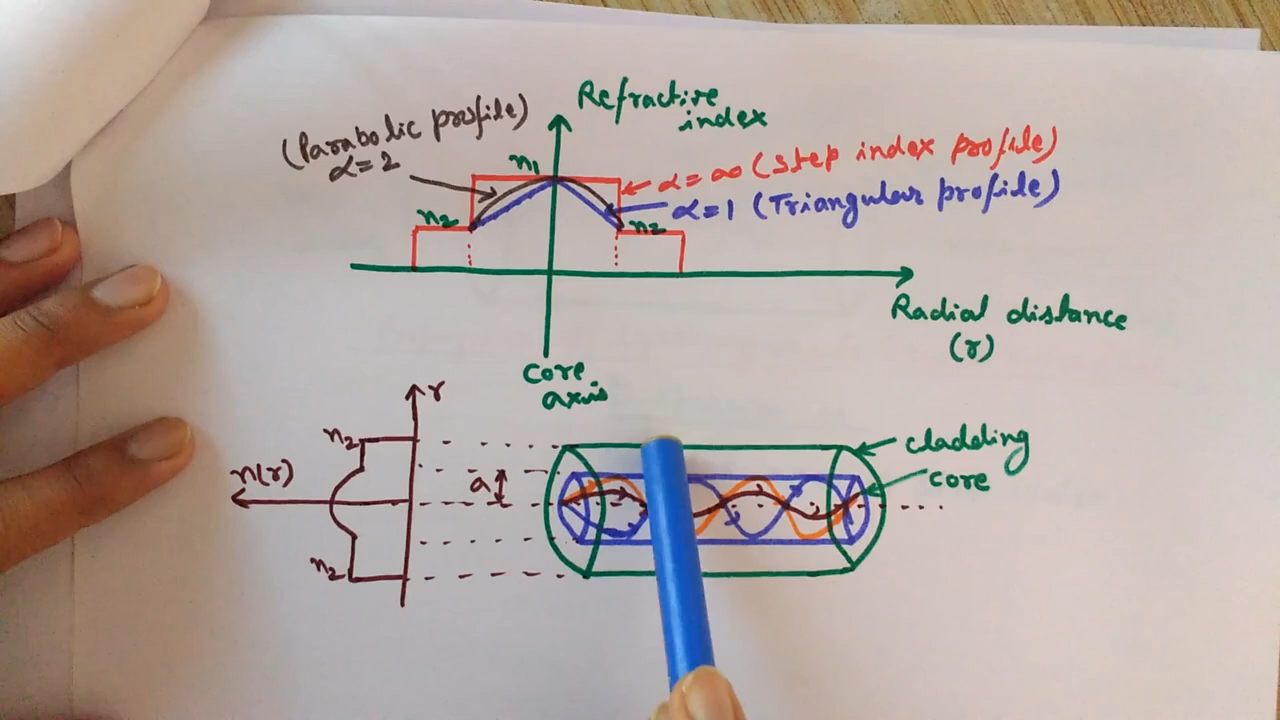 Refractive
index
(Parabolic profile)
α=2
n₁
α=∞ (step index profile)
α=1 (Triangular profile)
n₂
n₂
Radial distance
(r)
core
axis
r
n₂
n(r)
a
n₂
cladding
core